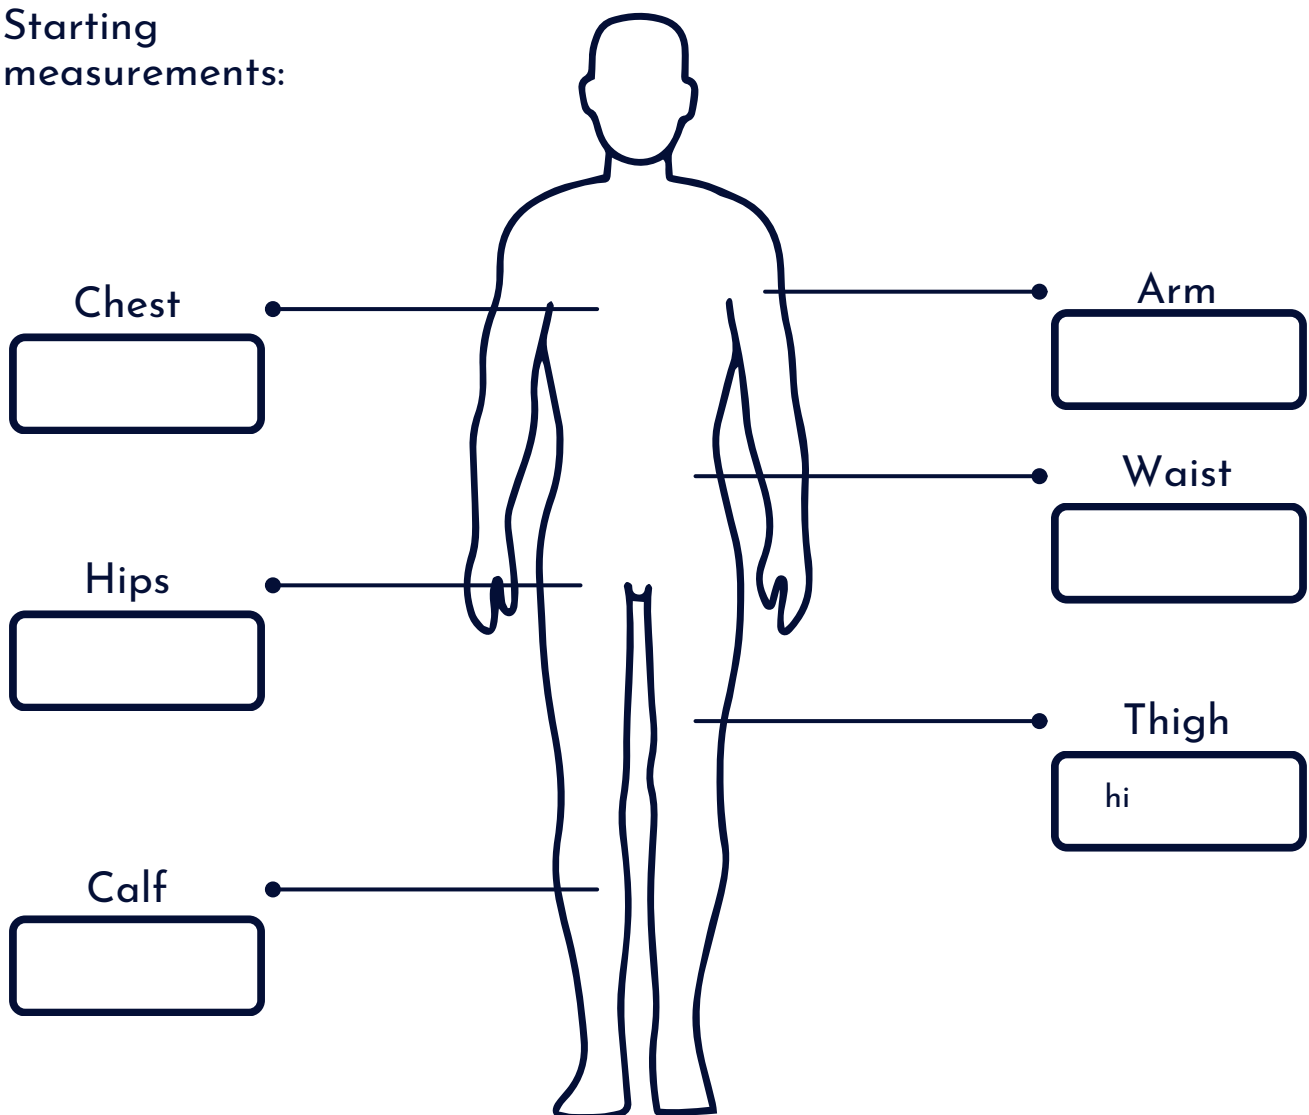 Starting
measurements:
Chest
Arm
Waist
Hips
Thigh
hi
Calf